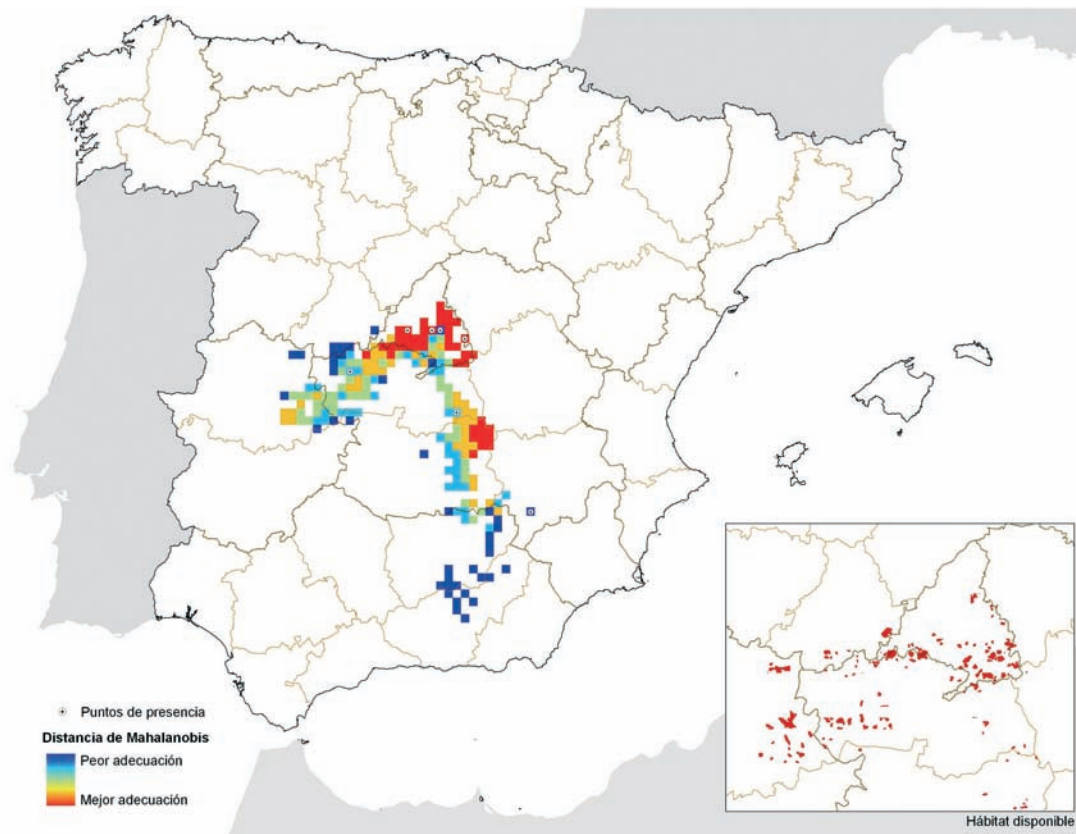 Puntos de presencia
Distancia de Mahalanobis
Peor adecuación
Mejor adecuación
Hábitat disponible